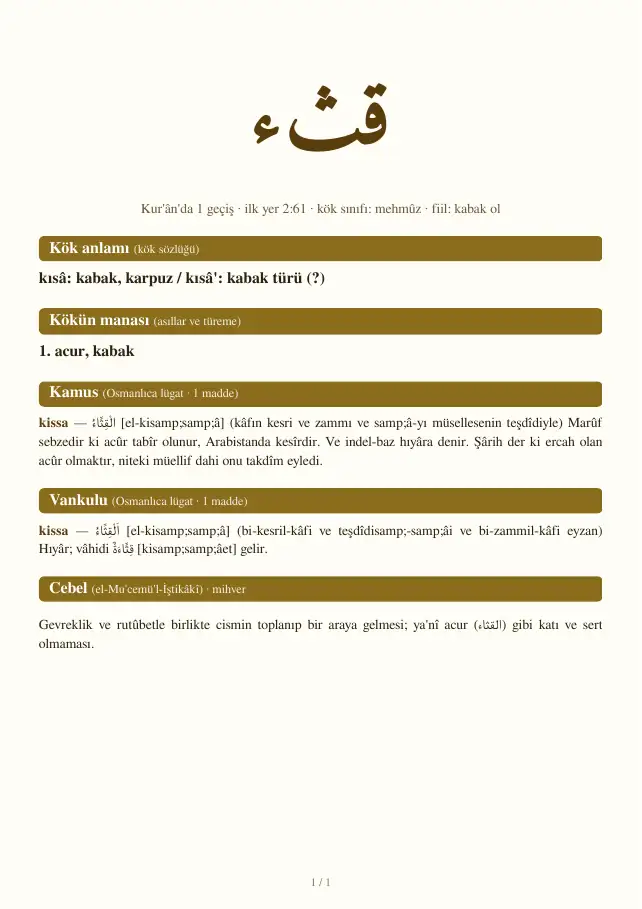 قثء
Kur'ân'da 1 geçiş · ilk yer 2:61 · kök sınıfı: mehmûz · fiil: kabak ol
Kök anlamı (kök sözlüğü)
kısâ: kabak, karpuz / kısâ': kabak türü (?)
Kökün manası (asıllar ve türeme)
1. acur, kabak
Kamus (Osmanlıca lügat · 1 madde)
kissa — الْقِثَّاءُ [el-kisamp;samp;â] (kâfın kesri ve zammı ve samp;â-yı müsellesenin teşdîdiyle) Marûf
sebzedir ki acûr tabîr olunur, Arabistanda kesîrdir. Ve indel-baz hıyâra denir. Şârih der ki ercah olan
acûr olmaktır, niteki müellif dahi onu takdîm eyledi.
Vankulu (Osmanlıca lügat · 1 madde)
kissa — اَلْقِثَّاءُ [el-kisamp;samp;â] (bi-kesril-kâfi ve teşdîdisamp;-samp;âi ve bi-zammil-kâfi eyzan)
Hıyâr; vâhidi قِثَّاءَةٌ [kisamp;samp;âet] gelir.
Cebel (el-Mu'cemü'l-İştikâkî) · mihver
Gevreklik ve rutûbetle birlikte cismin toplanıp bir araya gelmesi; ya'nî acur (القثاء) gibi katı ve sert
olmaması.
1 / 1